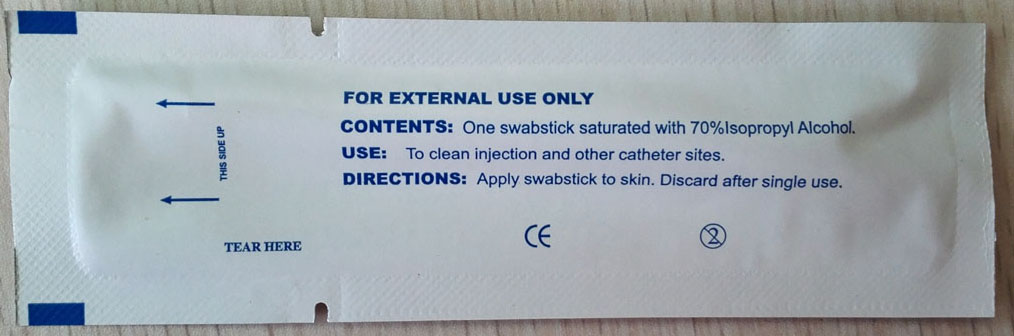 FOR EXTERNAL USE ONLY
CONTENTS: One swabstick saturated with 70%Isopropyl Alcohol.
USE: To clean injection and other catheter sites.
DIRECTIONS: Apply swabstick to skin. Discard after single use.
THIS SIDE UP
TEAR HERE
CE
2